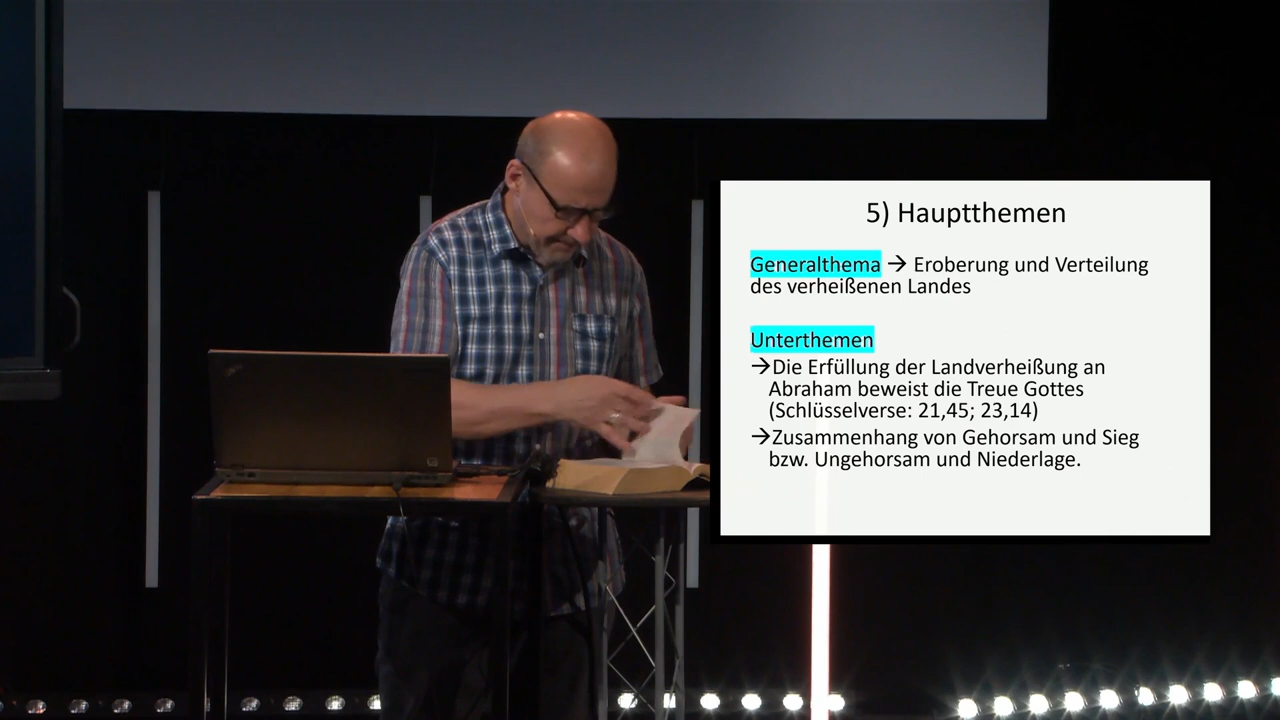 5) Hauptthemen
Generalthema → Eroberung und Verteilung
des verheißenen Landes
Unterthemen
→Die Erfüllung der Landverheißung an
Abraham beweist die Treue Gottes
(Schlüsselverse: 21,45; 23,14)
→Zusammenhang von Gehorsam und Sieg
bzw. Ungehorsam und Niederlage.